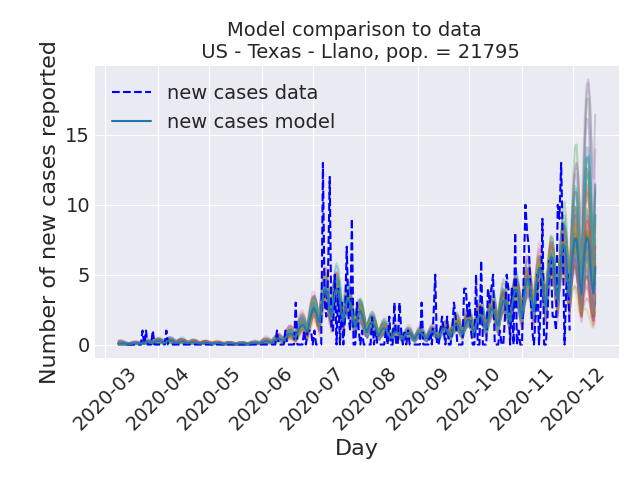 Model comparison to data
US - Texas - Llano, pop. = 21795
new cases data
new cases model
Number of new cases reported
15
10
5
0
2020-03
2020-04
2020-05
2020-06
2020-07
2020-08
2020-09
2020-10
2020-11
2020-12
Day